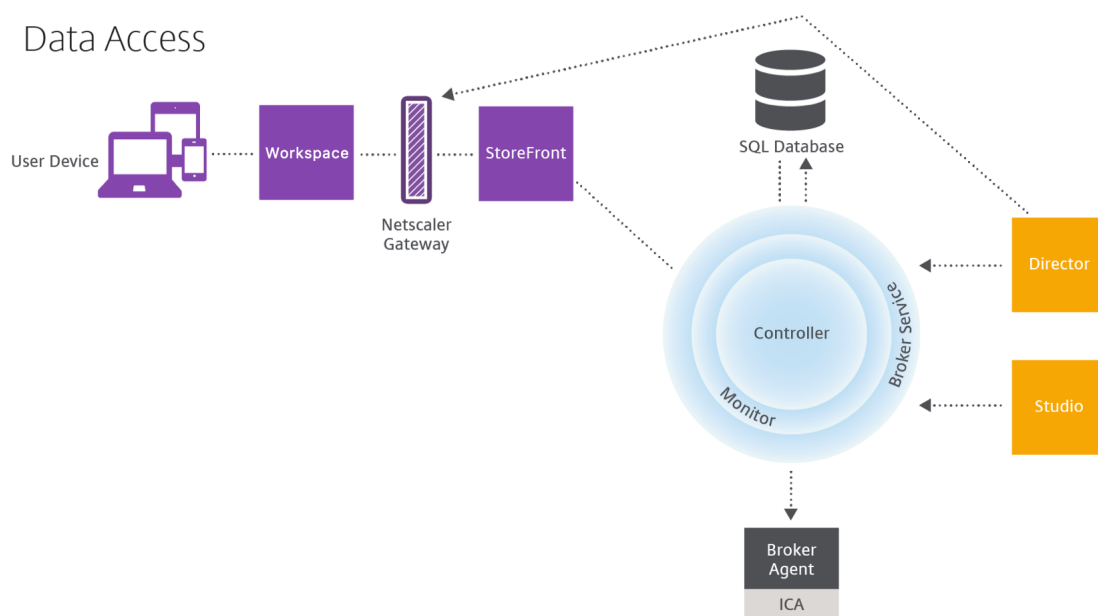 Data Access
User Device
Workspace
Netscaler
Gateway
StoreFront
SQL Database
Director
Controller
Broker Service
Monitor
Studio
Broker
Agent
ICA